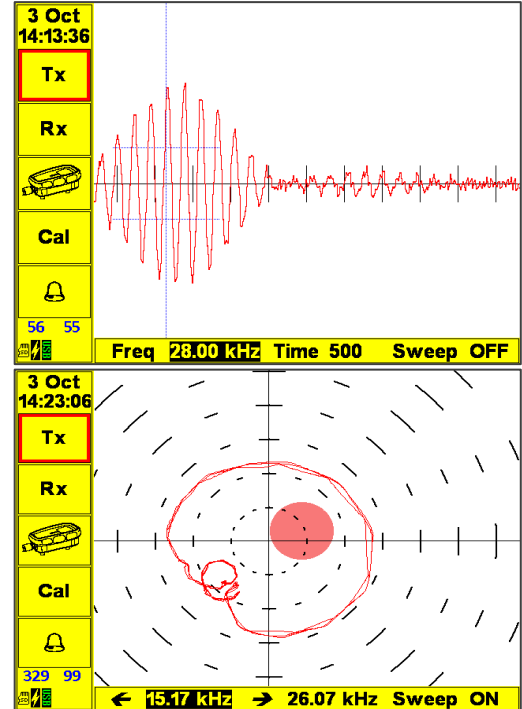 3 Oct
14:13:36
Tx
Rx
Cal
56 55
Freq 28.00 kHz Time 500 Sweep OFF
3 Oct
14:23:06
Tx
Rx
Cal
329 99
← 15.17 kHz → 26.07 kHz Sweep ON